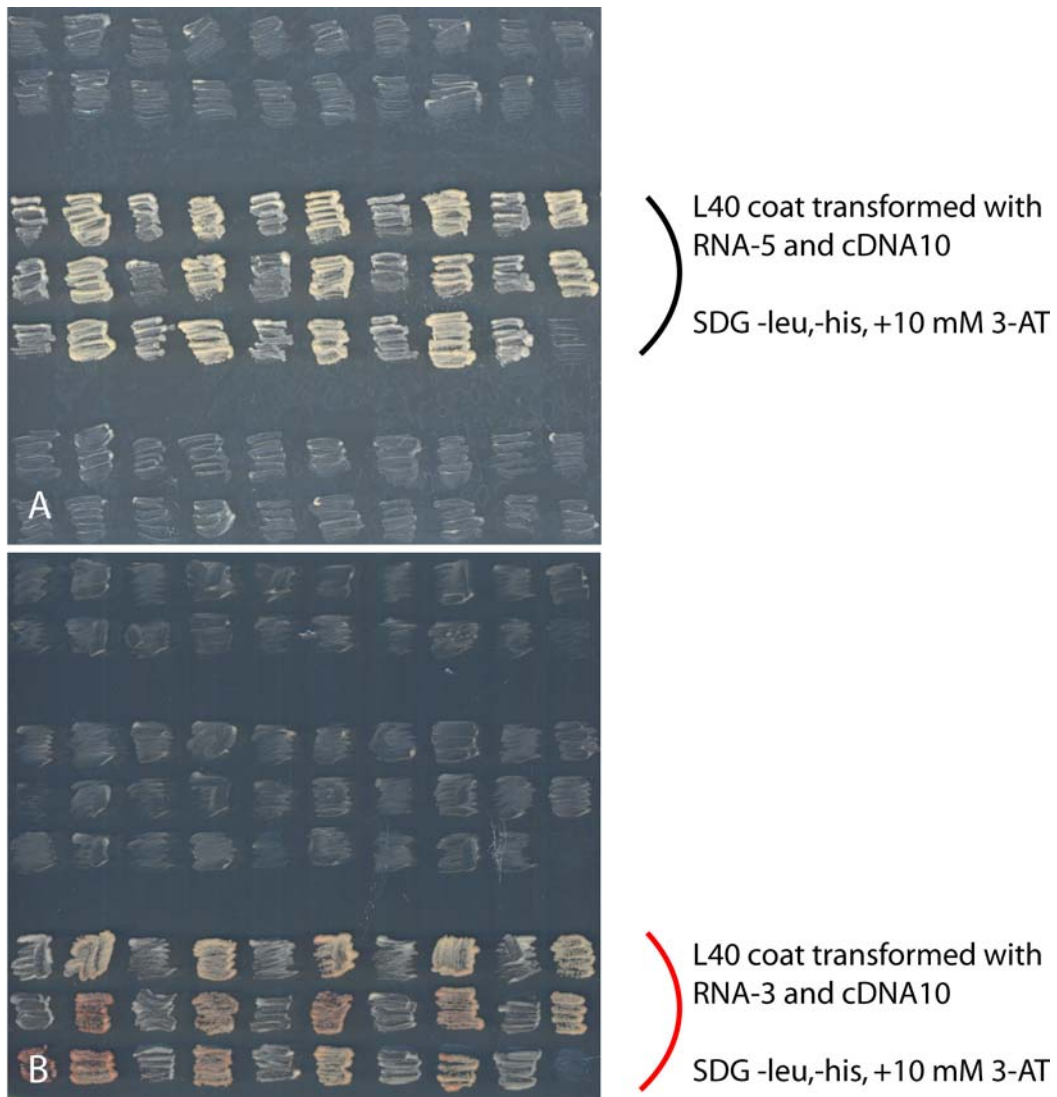 L40 coat transformed with
RNA-5 and cDNA10
SDG -leu,-his, +10 mM 3-AT
A
L40 coat transformed with
RNA-3 and cDNA10
SDG -leu,-his, +10 mM 3-AT
B